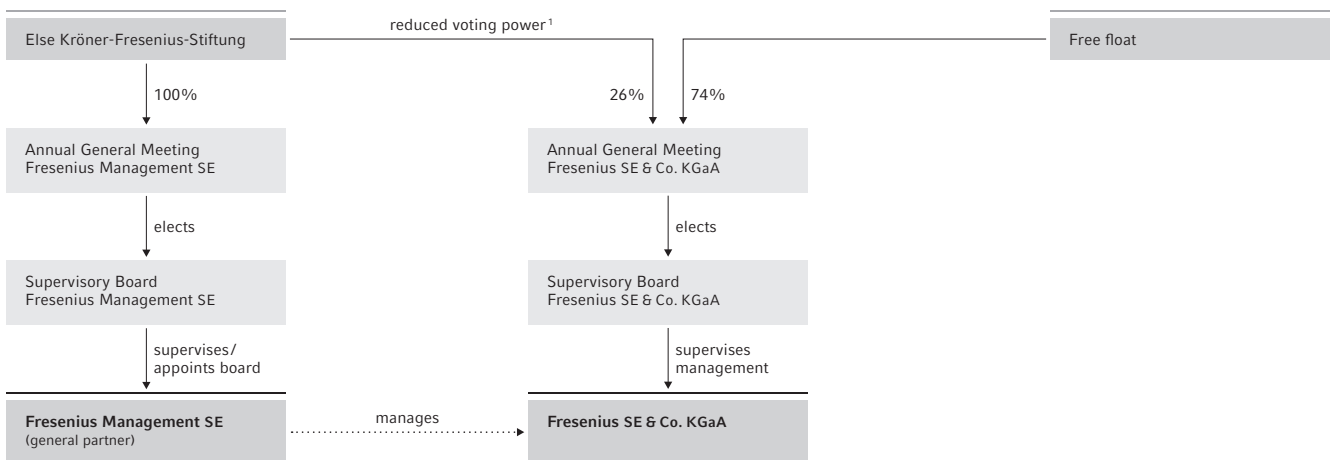 reduced voting power¹
Else Kröner-Fresenius-Stiftung
Free float
100%
26%
74%
Annual General Meeting
Fresenius Management SE
Annual General Meeting
Fresenius SE & Co. KGaA
elects
elects
Supervisory Board
Fresenius Management SE
Supervisory Board
Fresenius SE & Co. KGaA
supervises/
appoints board
supervises
management
Fresenius Management SE
(general partner)
manages
Fresenius SE & Co. KGaA